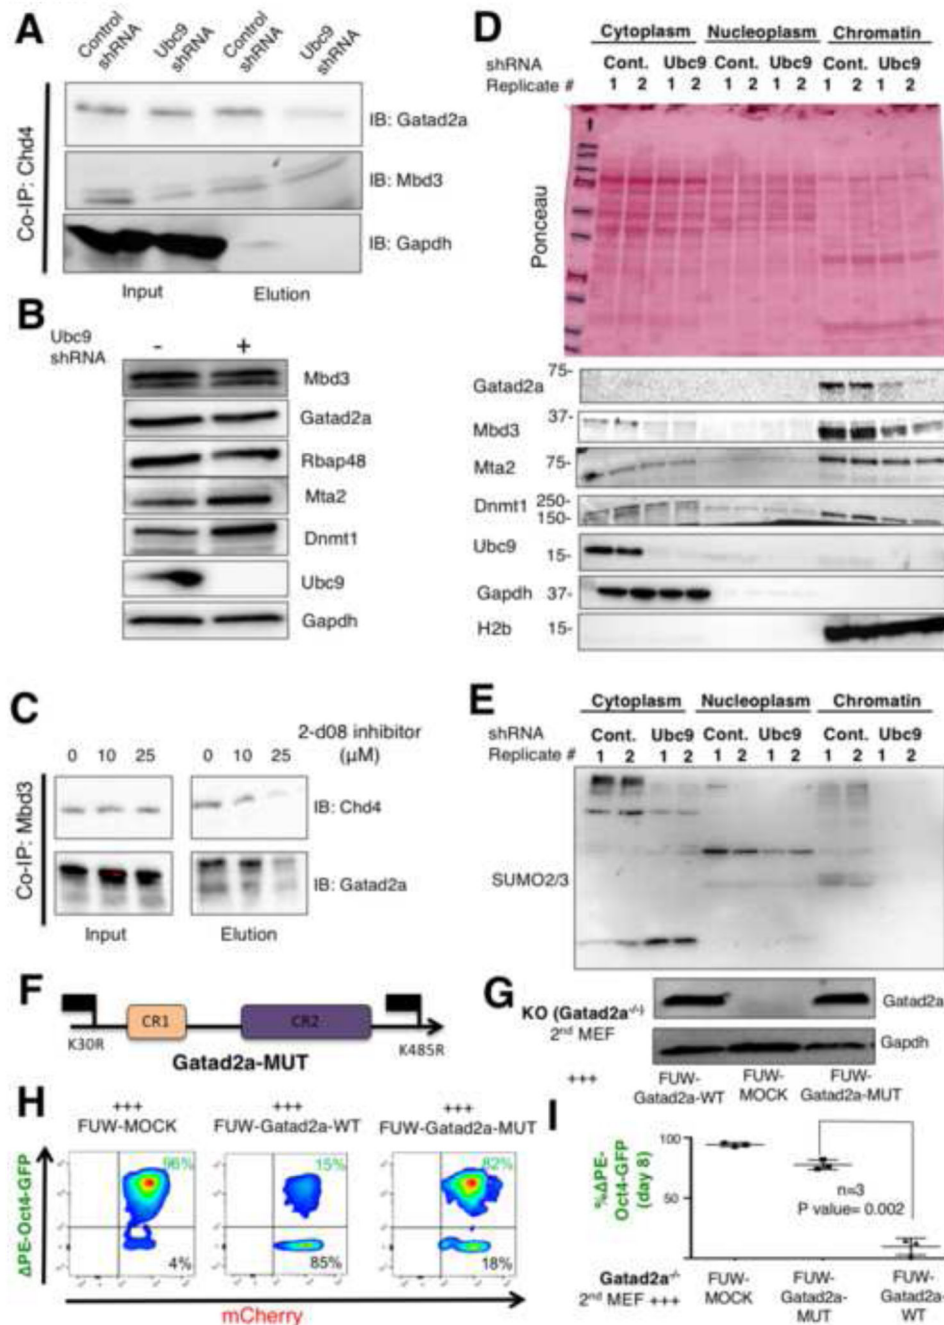 A
Control shRNA
Ubc9 shRNA
Control shRNA
Ubc9 shRNA
Co-IP: Chd4
IB: Gatad2a
IB: Mbd3
IB: Gapdh
Input Elution
B
Ubc9 shRNA - +
Mbd3
Gatad2a
Rbap48
Mta2
Dnmt1
Ubc9
Gapdh
C
2-d08 inhibitor (µM)
0 10 25 0 10 25
Co-IP: Mbd3
IB: Chd4
IB: Gatad2a
Input Elution
D
Cytoplasm Nucleoplasm Chromatin
shRNA Cont. Ubc9 Cont. Ubc9 Cont. Ubc9
Replicate # 1 2 1 2 1 2 1 2 1 2 1 2
Ponceau
Gatad2a 75-
Mbd3 37-
Mta2 75-
Dnmt1 250-
150-
Ubc9 15-
Gapdh 37-
H2b 15-
E
Cytoplasm Nucleoplasm Chromatin
shRNA Cont. Ubc9 Cont. Ubc9 Cont. Ubc9
Replicate # 1 2 1 2 1 2 1 2 1 2 1 2
SUMO2/3
F
CR1 CR2
K30R K485R
Gatad2a-MUT
G
KO (Gatad2a-/-)
2nd MEF
Gatad2a
Gapdh
+++ FUW-Gatad2a-WT FUW-MOCK FUW-Gatad2a-MUT
H
+++ +++ +++
FUW-MOCK FUW-Gatad2a-WT FUW-Gatad2a-MUT
ΔPE-Oct4-GFP
96% 15% 82%
4% 85% 18%
mCherry
I
%ΔPE-Oct4-GFP (day 8)
100
50
n=3
P value= 0.002
Gatad2a-/-
2nd MEF +++
FUW-MOCK
FUW-Gatad2a-MUT
FUW-Gatad2a-WT